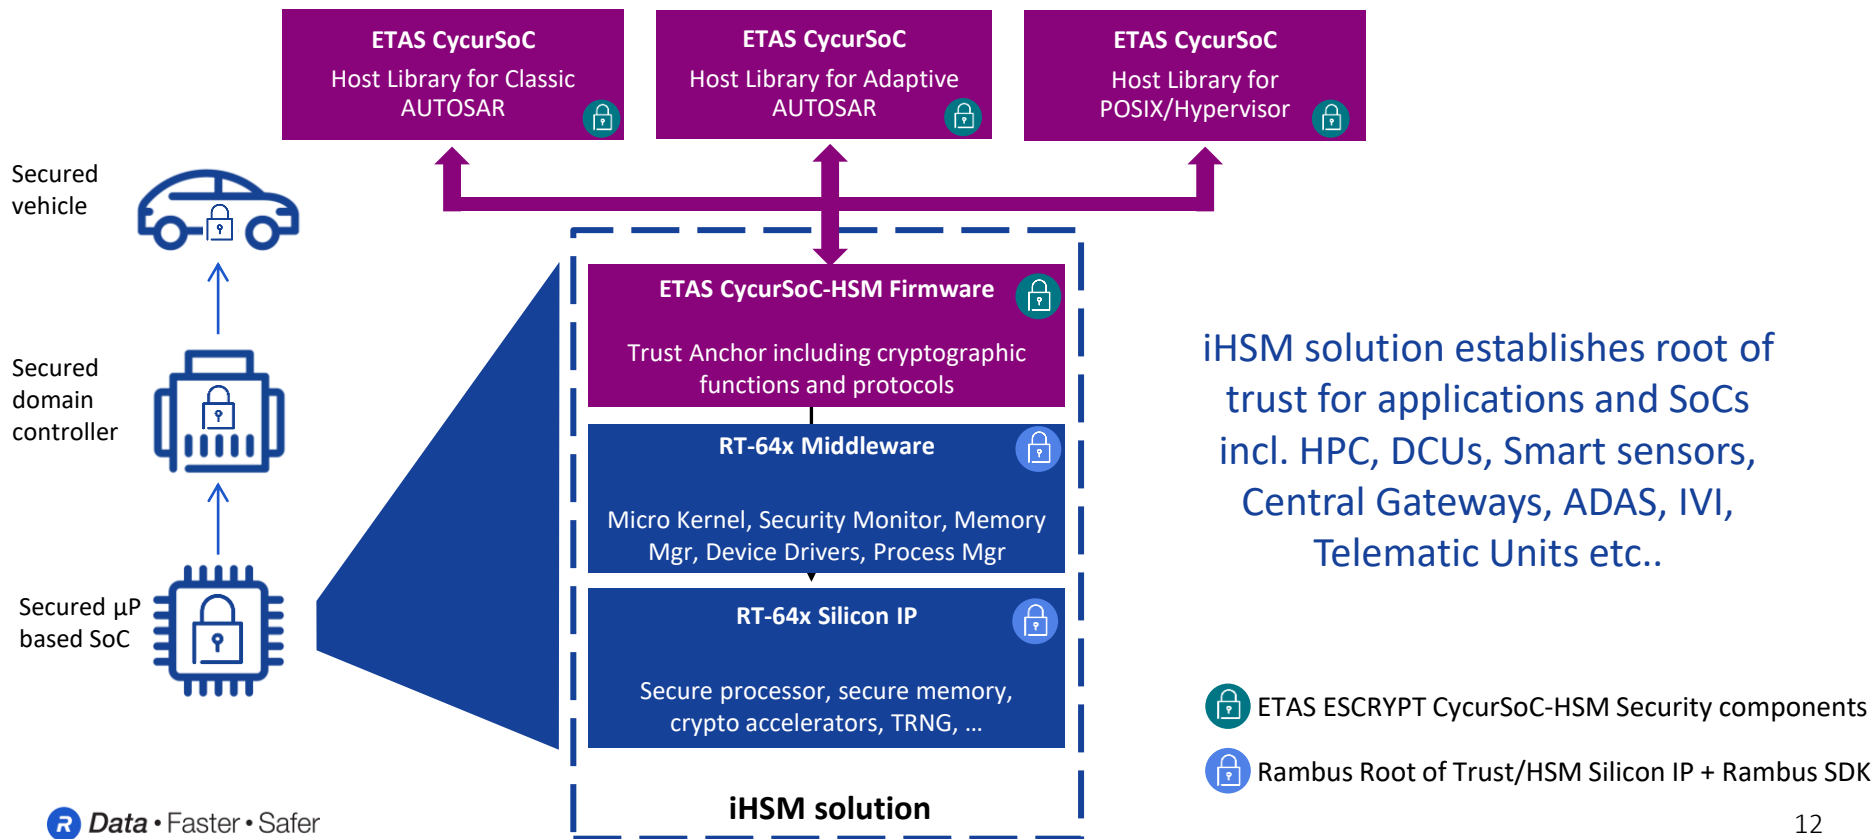 ETAS CycurSoC
Host Library for Classic
AUTOSAR
ETAS CycurSoC
Host Library for Adaptive
AUTOSAR
ETAS CycurSoC
Host Library for
POSIX/Hypervisor
Secured
vehicle
Secured
domain
controller
Secured µP
based SoC
ETAS CycurSoC-HSM Firmware
Trust Anchor including cryptographic
functions and protocols
RT-64x Middleware
Micro Kernel, Security Monitor, Memory
Mgr, Device Drivers, Process Mgr
RT-64x Silicon IP
Secure processor, secure memory,
crypto accelerators, TRNG, ...
iHSM solution
iHSM solution establishes root of
trust for applications and SoCs
incl. HPC, DCUs, Smart sensors,
Central Gateways, ADAS, IVI,
Telematic Units etc..
ETAS ESCRYPT CycurSoC-HSM Security components
Rambus Root of Trust/HSM Silicon IP + Rambus SDK
R Data • Faster • Safer
12